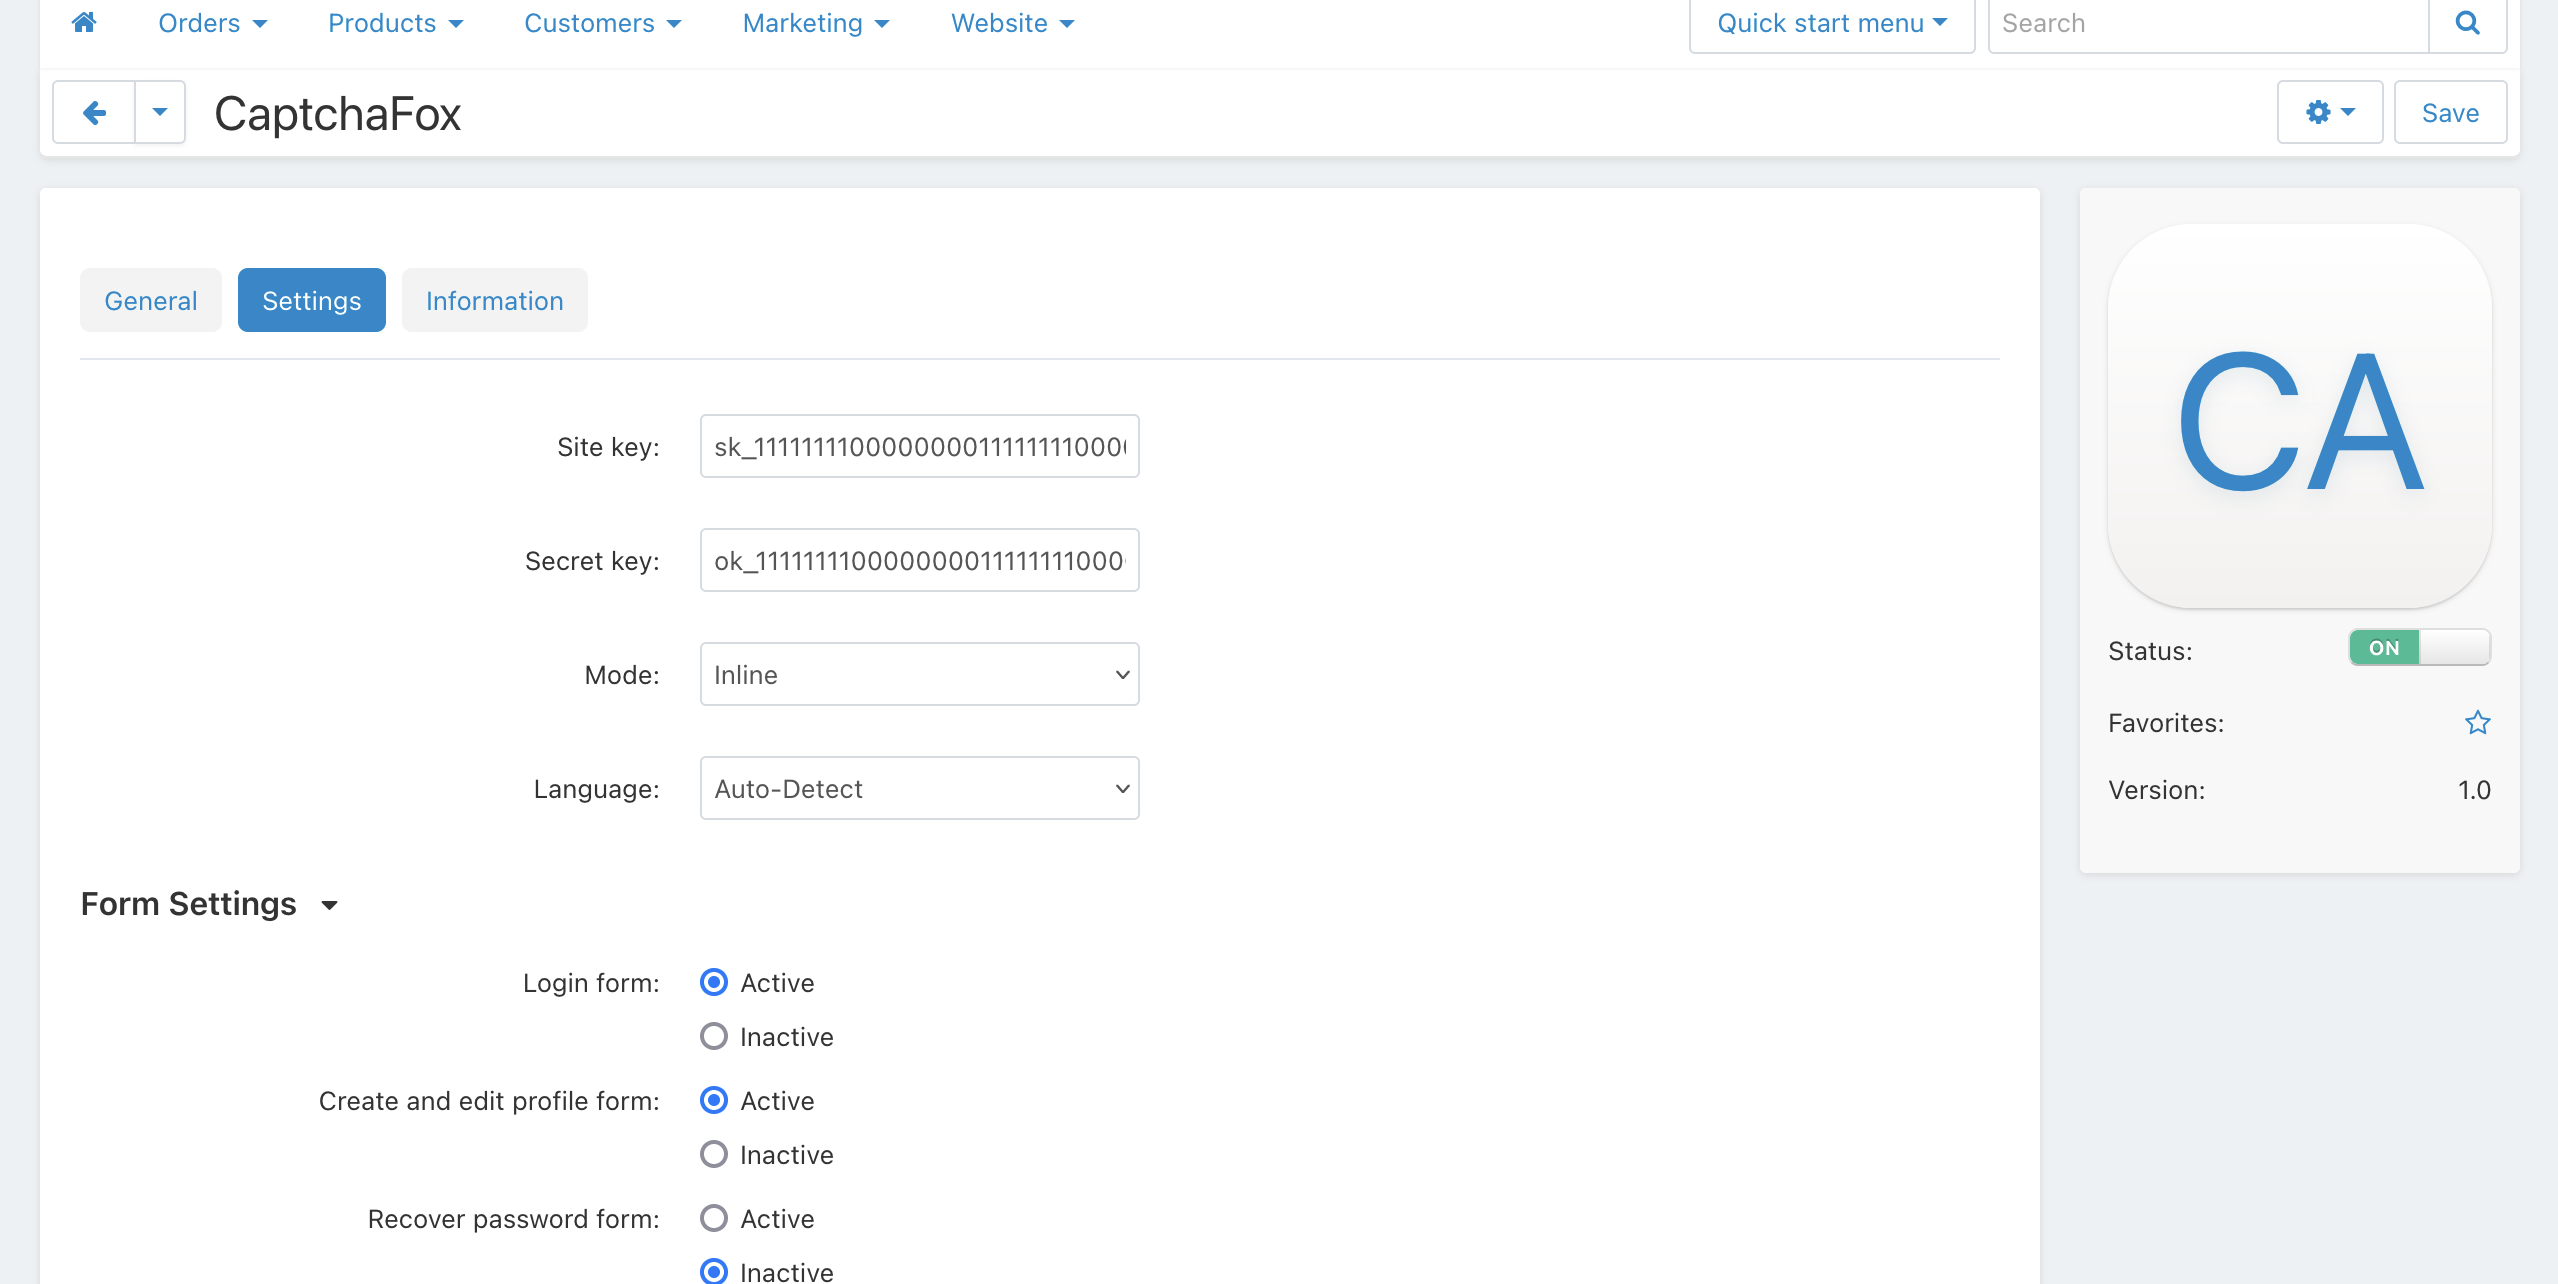 Orders Products Customers Marketing Website Quick start menu Search
CaptchaFox Save
General Settings Information
Site key: sk_11111111000000001111111100
Secret key: ok_11111111000000001111111100
Mode: Inline
Language: Auto-Detect
Form Settings
Login form: Active
Inactive
Create and edit profile form: Active
Inactive
Recover password form: Active
Inactive
CA
Status: ON
Favorites:
Version: 1.0